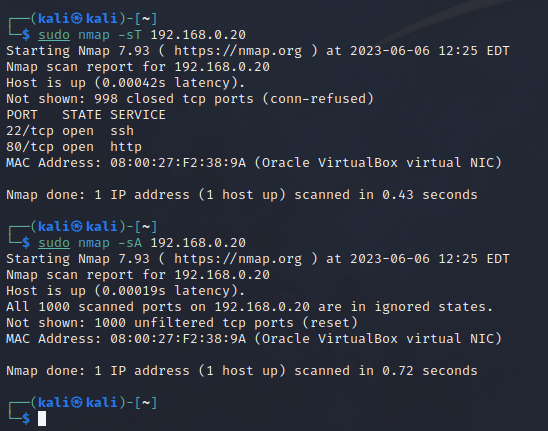 ┌──(kali㉿kali)-[~]
└─$ sudo nmap -sT 192.168.0.20
Starting Nmap 7.93 ( https://nmap.org ) at 2023-06-06 12:25 EDT
Nmap scan report for 192.168.0.20
Host is up (0.00042s latency).
Not shown: 998 closed tcp ports (conn-refused)
PORT   STATE SERVICE
22/tcp open  ssh
80/tcp open  http
MAC Address: 08:00:27:F2:38:9A (Oracle VirtualBox virtual NIC)

Nmap done: 1 IP address (1 host up) scanned in 0.43 seconds

┌──(kali㉿kali)-[~]
└─$ sudo nmap -sA 192.168.0.20
Starting Nmap 7.93 ( https://nmap.org ) at 2023-06-06 12:25 EDT
Nmap scan report for 192.168.0.20
Host is up (0.00019s latency).
All 1000 scanned ports on 192.168.0.20 are in ignored states.
Not shown: 1000 unfiltered tcp ports (reset)
MAC Address: 08:00:27:F2:38:9A (Oracle VirtualBox virtual NIC)

Nmap done: 1 IP address (1 host up) scanned in 0.72 seconds

┌──(kali㉿kali)-[~]
└─$